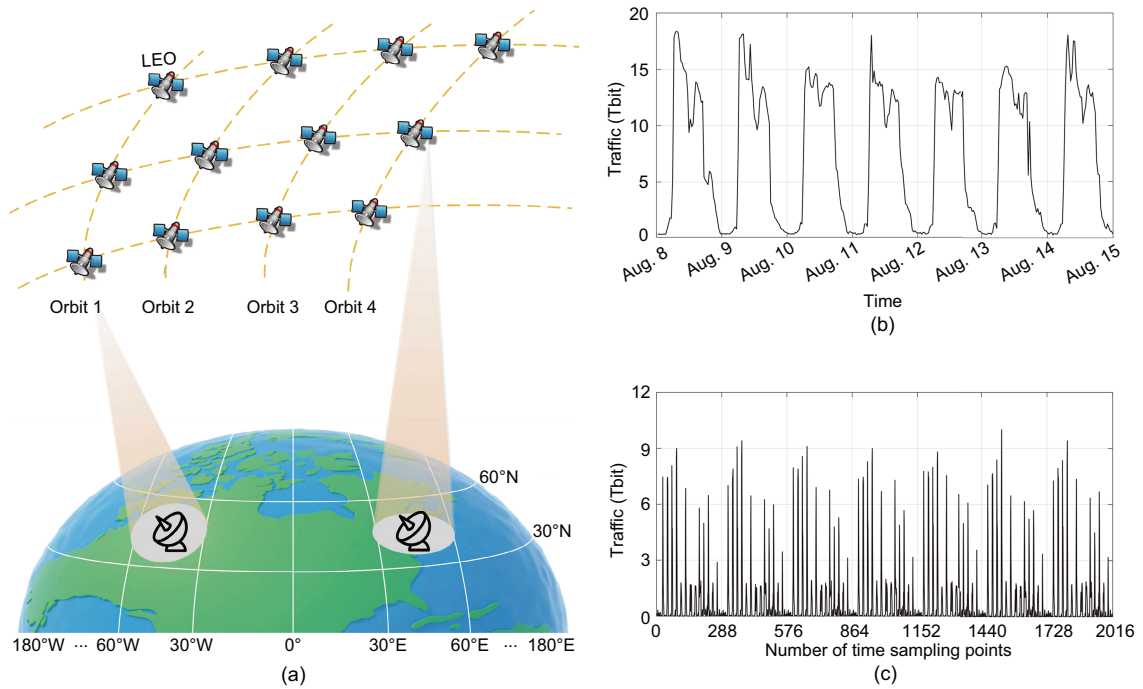 LEO
Orbit 1
Orbit 2
Orbit 3
Orbit 4
60°N
30°N
180°W ··· 60°W 30°W 0° 30°E 60°E ··· 180°E
(a)
20
15
10
5
0
Traffic (Tbit)
Aug. 8
Aug. 9
Aug. 10
Aug. 11
Aug. 12
Aug. 13
Aug. 14
Aug. 15
Time
(b)
12
9
6
3
0
Traffic (Tbit)
0 288 576 864 1152 1440 1728 2016
Number of time sampling points
(c)